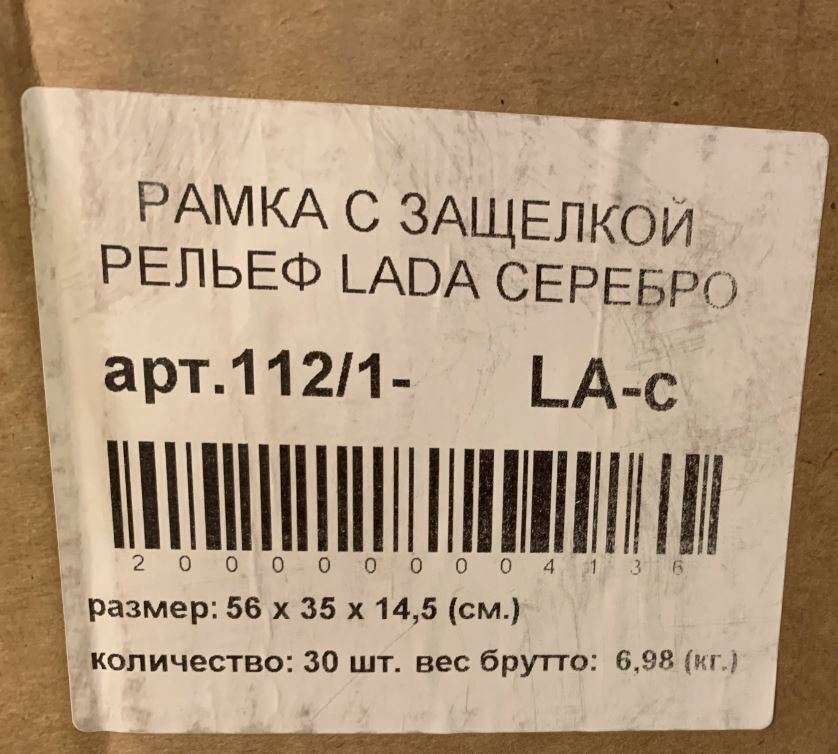 РАМКА С ЗАЩЕЛКОЙ
РЕЛЬЕФ LADA СЕРЕБРО
арт.112/1- LA-с
2000000004136
размер: 56 х 35 х 14,5 (см.)
количество: 30 шт. вес брутто: 6,98 (кг.)